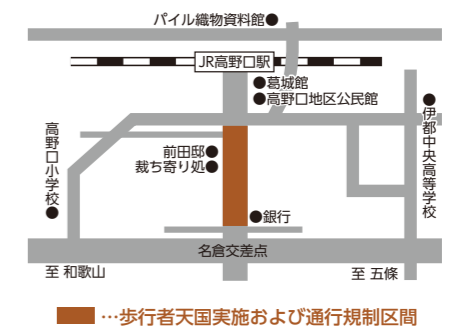 パイル織物資料館●
JR高野口駅
●葛城館
●高野口地区公民館
●伊都中央高等学校
高野口小学校●
前田邸●
裁ち寄り処●
●銀行
名倉交差点
至 和歌山
至 五條
…歩行者天国実施および通行規制区間